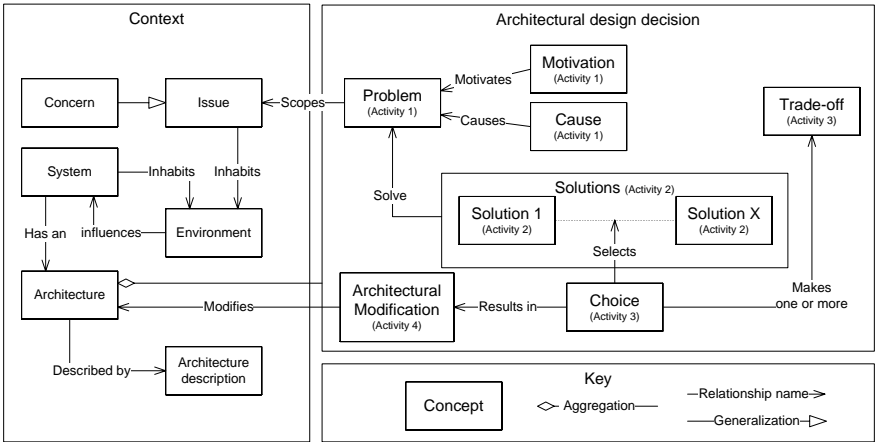 Context
Concern
Issue
System
Inhabits
Inhabits
Has an
influences
Environment
Architecture
Described by
Architecture
description
Architectural design decision
Scopes
Problem
(Activity 1)
Motivates
Motivation
(Activity 1)
Causes
Cause
(Activity 1)
Trade-off
(Activity 3)
Solve
Solutions (Activity 2)
Solution 1
(Activity 2)
Solution X
(Activity 2)
Selects
Modifies
Architectural
Modification
(Activity 4)
Results in
Choice
(Activity 3)
Makes
one or more
Key
Concept
Aggregation
Relationship name
Generalization